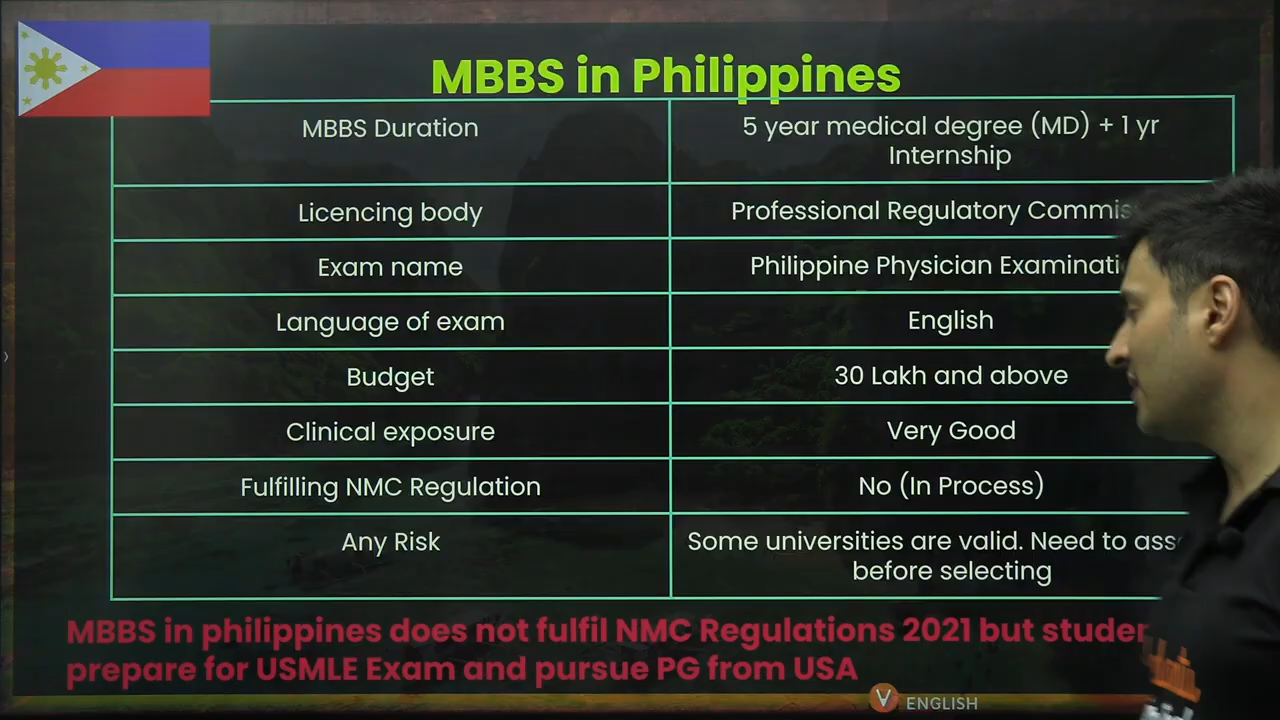 MBBS in Philippines
MBBS Duration
5 year medical degree (MD) + 1 yr
Internship
Licencing body
Professional Regulatory
Exam name
Philippine Physician
Language of exam
English
Budget
30 Lakh and above
Clinical exposure
Very Good
Fulfilling NMC Regulation
No (In Process)
Any Risk
Some universities are valid. Need to
before selecting
MBBS in philippines does not fulfil NMC Regulations 2021 but
prepare for USMLE Exam and pursue PG from USA
ENGLISH